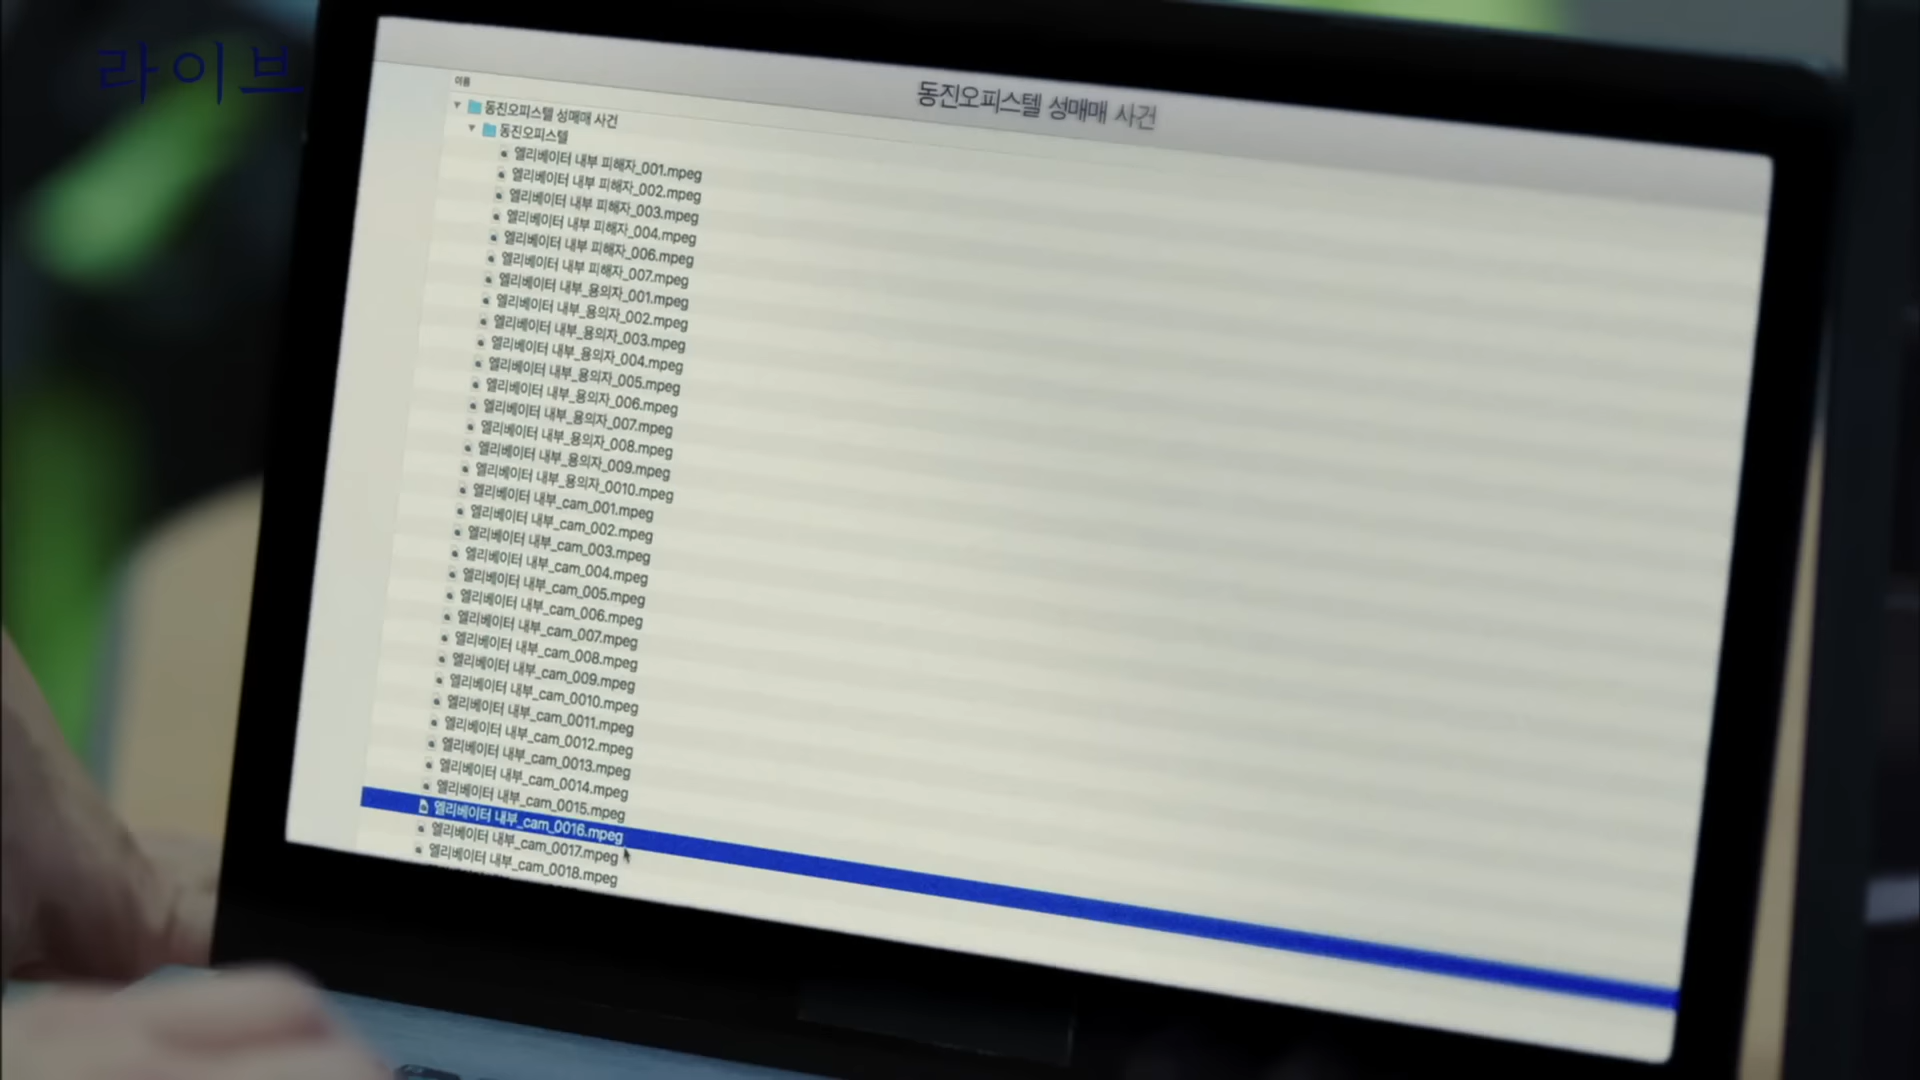 라이브
동진오피스텔 성매매 사건
이름
동진오피스텔 성매매 사건
동진오피스텔
엘리베이터 내부 피해자_001.mpeg
엘리베이터 내부 피해자_002.mpeg
엘리베이터 내부 피해자_003.mpeg
엘리베이터 내부 피해자_004.mpeg
엘리베이터 내부 피해자_006.mpeg
엘리베이터 내부 피해자_007.mpeg
엘리베이터 내부_용의자_001.mpeg
엘리베이터 내부_용의자_002.mpeg
엘리베이터 내부_용의자_003.mpeg
엘리베이터 내부_용의자_004.mpeg
엘리베이터 내부_용의자_005.mpeg
엘리베이터 내부_용의자_006.mpeg
엘리베이터 내부_용의자_007.mpeg
엘리베이터 내부_용의자_008.mpeg
엘리베이터 내부_용의자_009.mpeg
엘리베이터 내부_용의자_0010.mpeg
엘리베이터 내부_cam_001.mpeg
엘리베이터 내부_cam_002.mpeg
엘리베이터 내부_cam_003.mpeg
엘리베이터 내부_cam_004.mpeg
엘리베이터 내부_cam_005.mpeg
엘리베이터 내부_cam_006.mpeg
엘리베이터 내부_cam_007.mpeg
엘리베이터 내부_cam_008.mpeg
엘리베이터 내부_cam_009.mpeg
엘리베이터 내부_cam_0010.mpeg
엘리베이터 내부_cam_0011.mpeg
엘리베이터 내부_cam_0012.mpeg
엘리베이터 내부_cam_0013.mpeg
엘리베이터 내부_cam_0014.mpeg
엘리베이터 내부_cam_0015.mpeg
엘리베이터 내부_cam_0016.mpeg
엘리베이터 내부_cam_0017.mpeg
엘리베이터 내부_cam_0018.mpeg